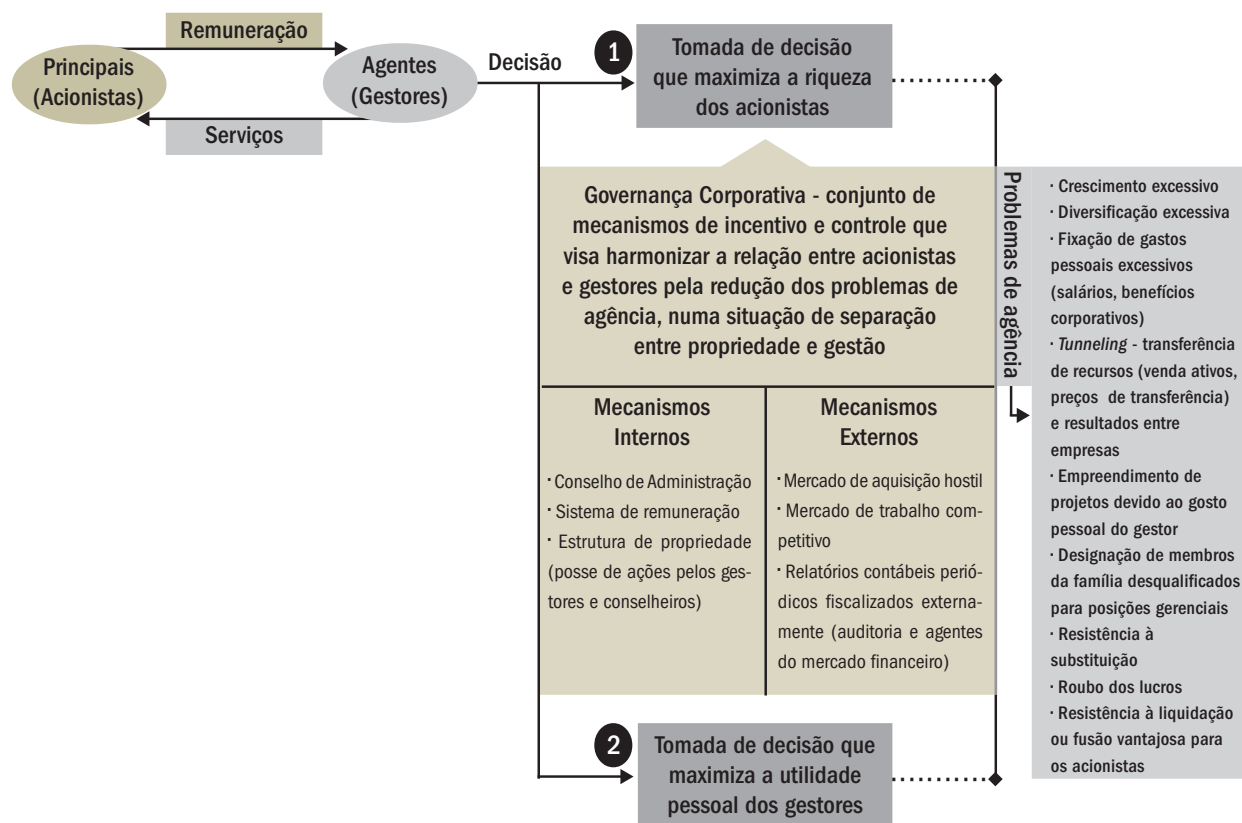 Remuneração
Principais
(Acionistas)
Agentes
(Gestores)
Serviços
Decisão
1
Tomada de decisão
que maximiza a riqueza
dos acionistas
Governança Corporativa - conjunto de
mecanismos de incentivo e controle que
visa harmonizar a relação entre acionistas
e gestores pela redução dos problemas de
agência, numa situação de separação
entre propriedade e gestão
Mecanismos
Internos
· Conselho de Administração
· Sistema de remuneração
· Estrutura de propriedade
(posse de ações pelos ges-
tores e conselheiros)
Mecanismos
Externos
· Mercado de aquisição hostil
· Mercado de trabalho com-
petitivo
· Relatórios contábeis perió-
dicos fiscalizados externa-
mente (auditoria e agentes
do mercado financeiro)
2
Tomada de decisão que
maximiza a utilidade
pessoal dos gestores
Problemas de agência
· Crescimento excessivo
· Diversificação excessiva
· Fixação de gastos
pessoais excessivos
(salários, benefícios
corporativos)
· Tunneling - transferência
de recursos (venda ativos,
preços de transferência)
e resultados entre
empresas
· Empreendimento de
projetos devido ao gosto
pessoal do gestor
· Designação de membros
da família desqualificados
para posições gerenciais
· Resistência à
substituição
· Roubo dos lucros
· Resistência à liquidação
ou fusão vantajosa para
os acionistas